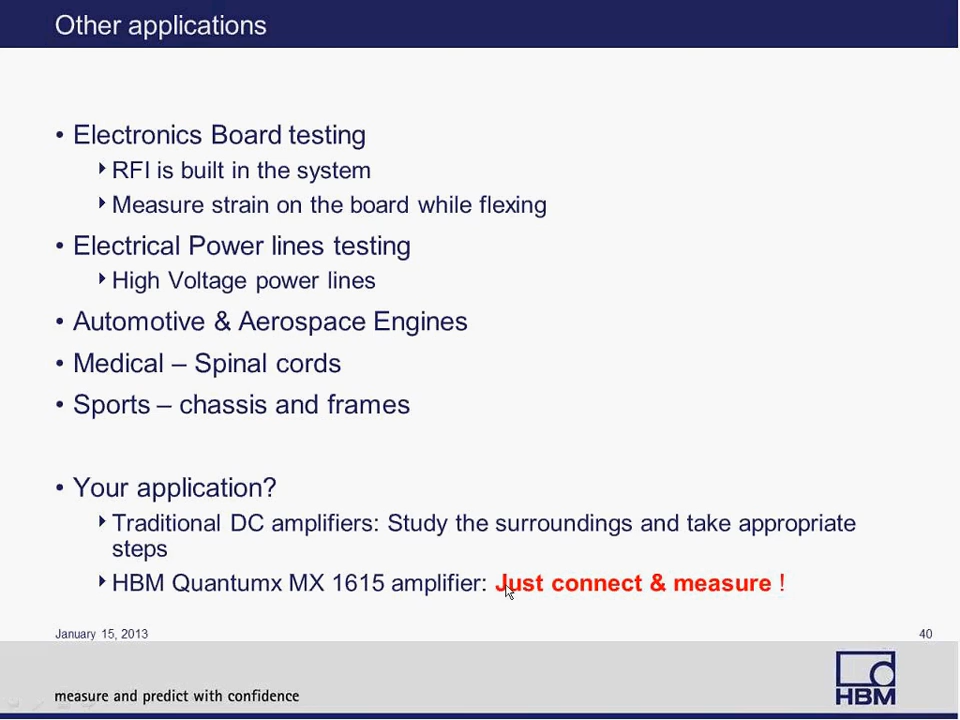 Other applications
• Electronics Board testing
RFI is built in the system
Measure strain on the board while flexing
• Electrical Power lines testing
High Voltage power lines
• Automotive & Aerospace Engines
• Medical – Spinal cords
• Sports – chassis and frames
• Your application?
Traditional DC amplifiers: Study the surroundings and take appropriate
steps
HBM Quantumx MX 1615 amplifier: Just connect & measure !
January 15, 2013
40
measure and predict with confidence
HBM